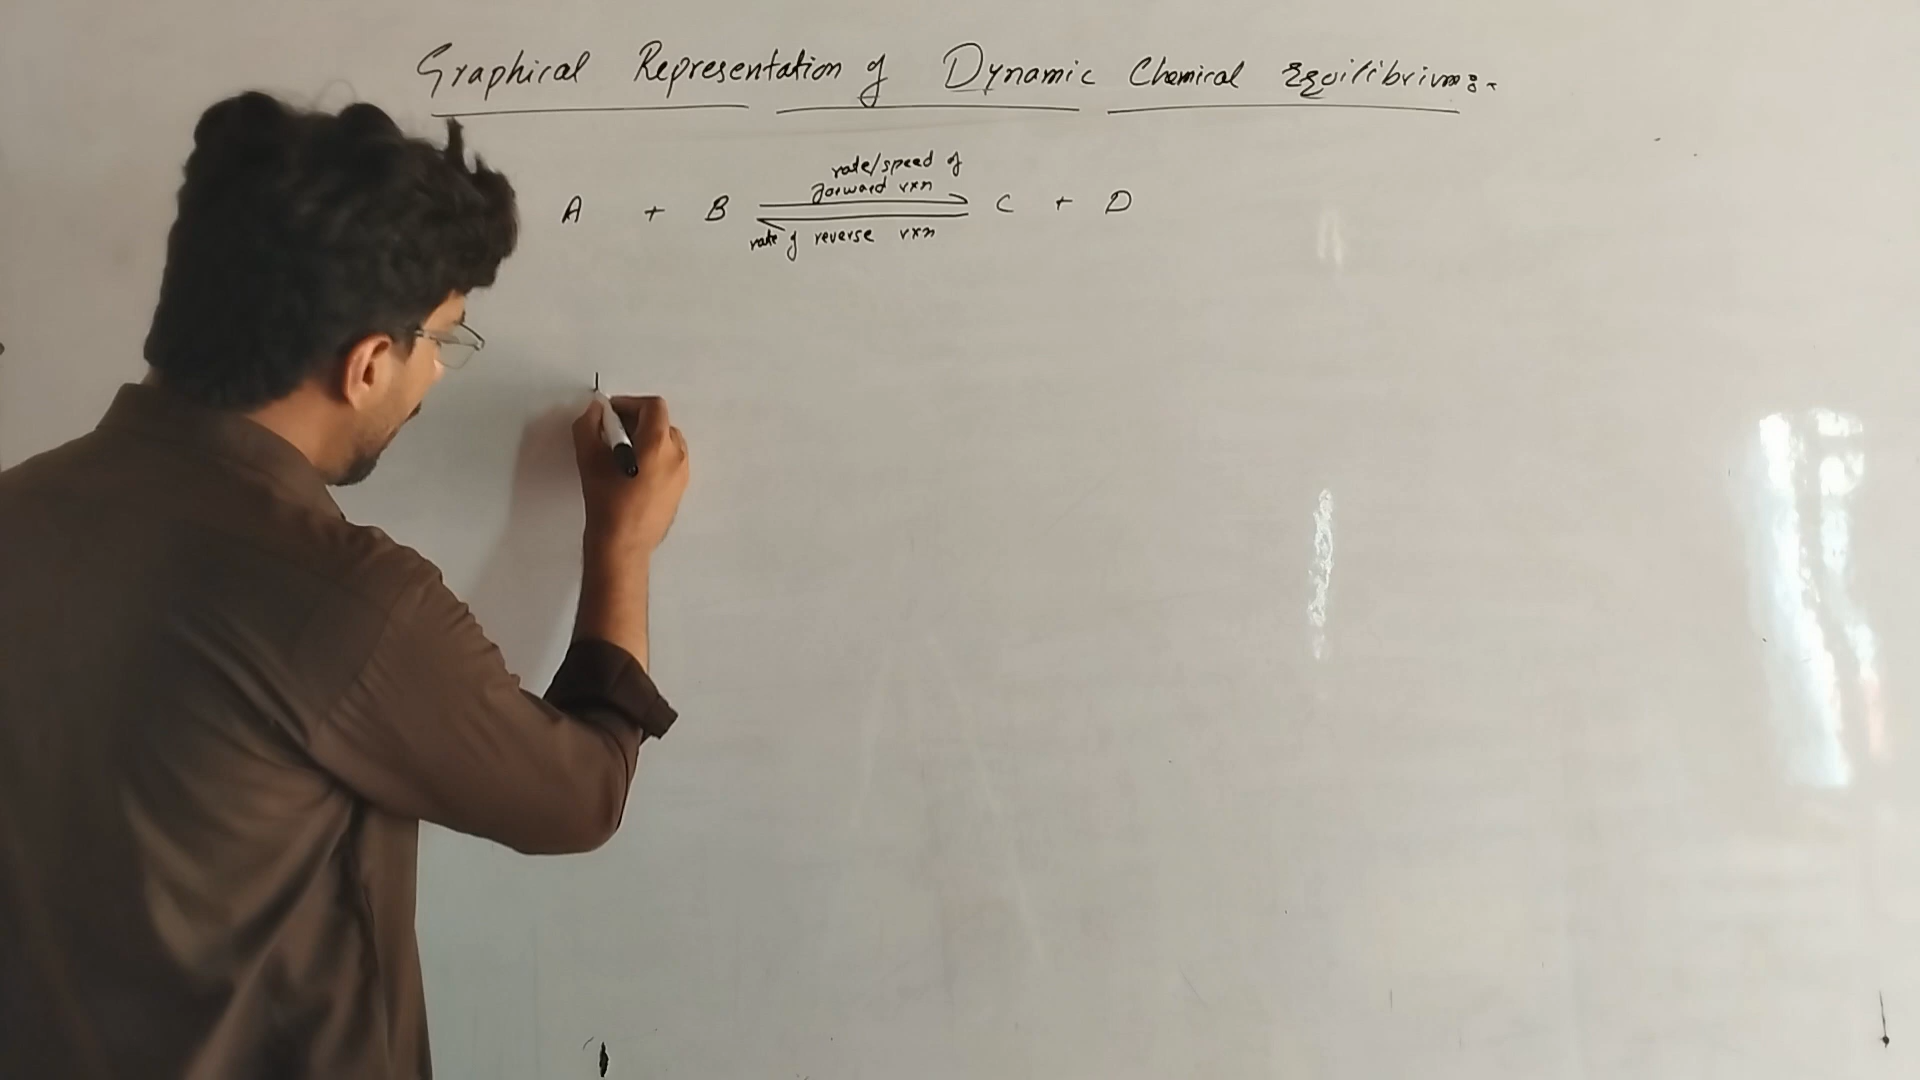 Graphical Representation of Dynamic Chemical Equilibrium:-
rate/speed of
forward rxn
A + B ⇌ C + D
rate of reverse rxn